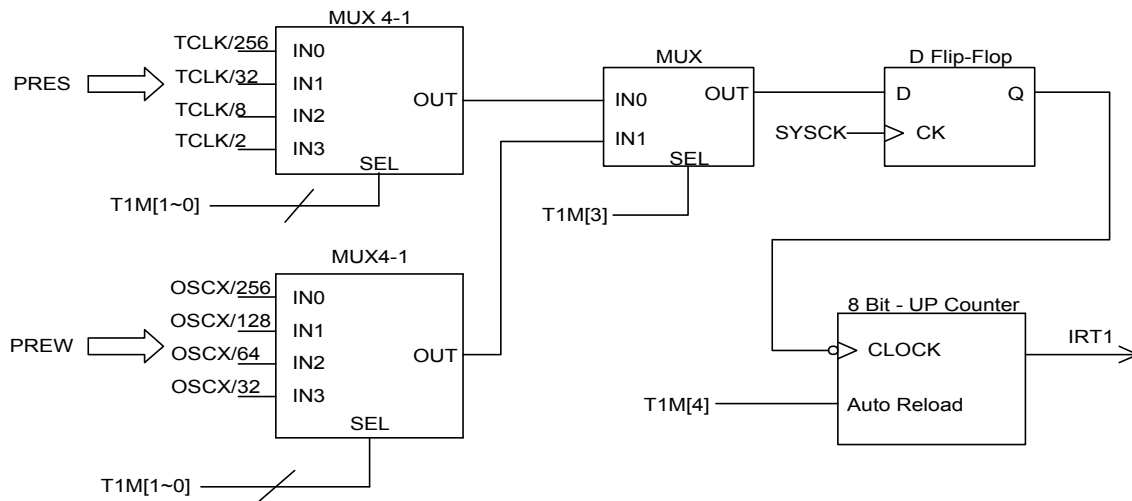 MUX 4-1
PRES
TCLK/256
TCLK/32
TCLK/8
TCLK/2
IN0
IN1
IN2
IN3
OUT
SEL
T1M[1~0]
MUX
IN0
IN1
OUT
SEL
T1M[3]
D Flip-Flop
D
Q
SYSCK
CK
MUX4-1
PREW
OSCX/256
OSCX/128
OSCX/64
OSCX/32
IN0
IN1
IN2
IN3
OUT
SEL
T1M[1~0]
8 Bit - UP Counter
CLOCK
IRT1
T1M[4]
Auto Reload